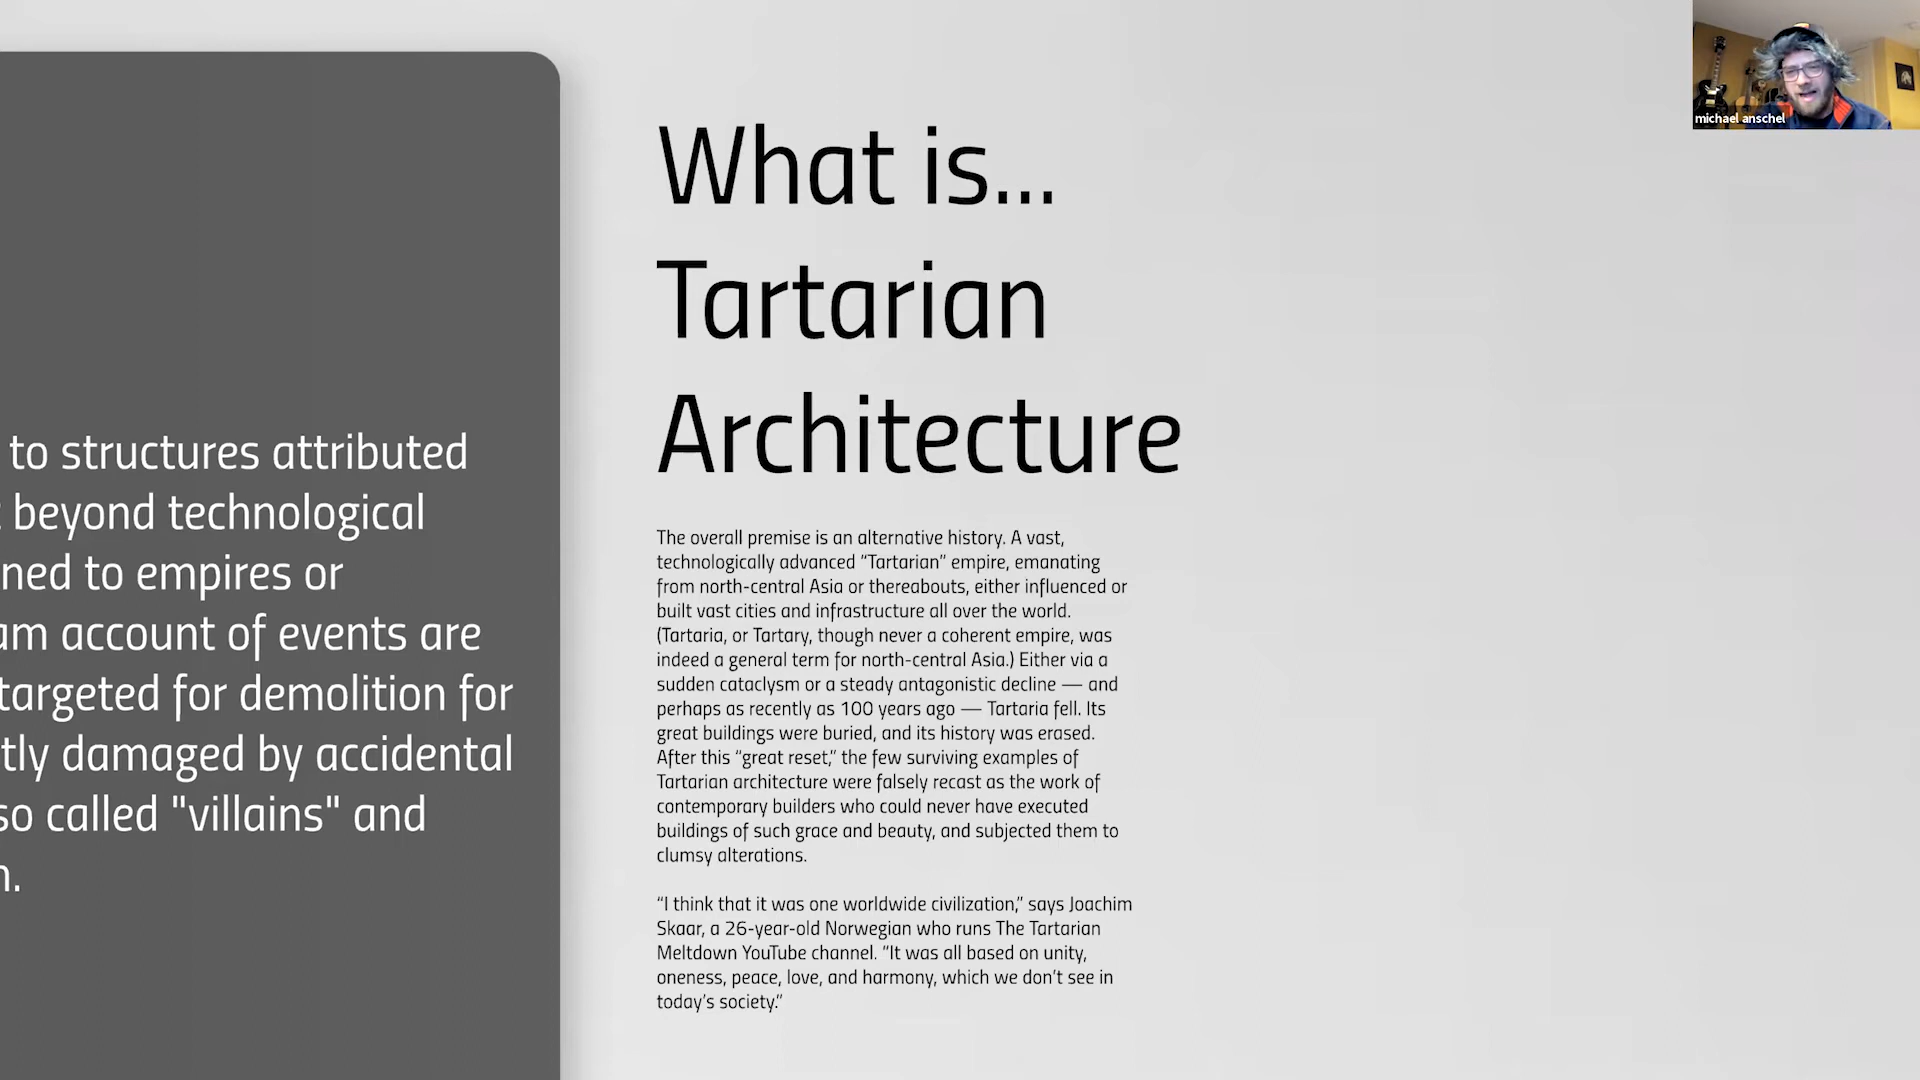 to structures attributed
beyond technological
ned to empires or
am account of events are
targeted for demolition for
tly damaged by accidental
so called "villains" and
n.
What is...
Tartarian
Architecture
The overall premise is an alternative history. A vast,
technologically advanced “Tartarian” empire, emanating
from north-central Asia or thereabouts, either influenced or
built vast cities and infrastructure all over the world.
(Tartaria, or Tartary, though never a coherent empire, was
indeed a general term for north-central Asia.) Either via a
sudden cataclysm or a steady antagonistic decline — and
perhaps as recently as 100 years ago — Tartaria fell. Its
great buildings were buried, and its history was erased.
After this “great reset,” the few surviving examples of
Tartarian architecture were falsely recast as the work of
contemporary builders who could never have executed
buildings of such grace and beauty, and subjected them to
clumsy alterations.
“I think that it was one worldwide civilization,” says Joachim
Skaar, a 26-year-old Norwegian who runs The Tartarian
Meltdown YouTube channel. “It was all based on unity,
oneness, peace, love, and harmony, which we don’t see in
today’s society.”
michael anschel